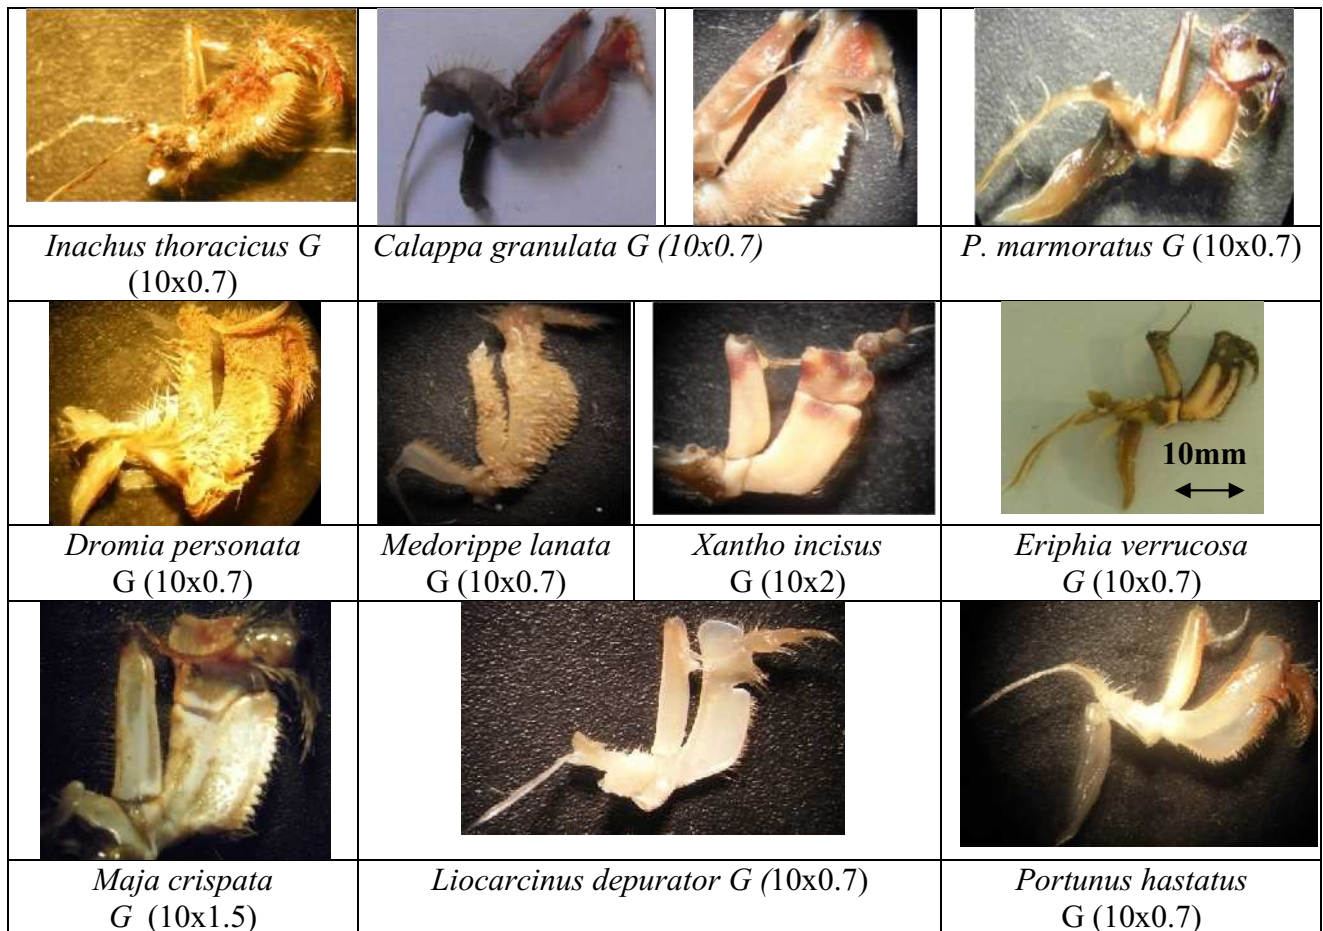 Inachus thoracicus G
(10x0.7)
Calappa granulata G (10x0.7)
P. marmoratus G (10x0.7)
10mm
Dromia personata
G (10x0.7)
Medorippe lanata
G (10x0.7)
Xantho incisus
G (10x2)
Eriphia verrucosa
G (10x0.7)
Maja crispata
G (10x1.5)
Liocarcinus depurator G (10x0.7)
Portunus hastatus
G (10x0.7)